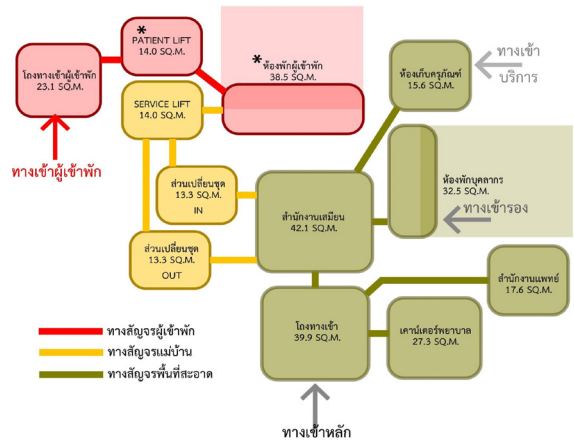 *
PATIENT LIFT
14.0 SQ.M.
โถงทางเข้าผู้เข้าพัก
23.1 SQ.M.
*
ห้องพักผู้เข้าพัก
38.5 SQ.M.
ห้องเก็บครุภัณฑ์
15.6 SQ.M.
ทางเข้า
บริการ
SERVICE LIFT
14.0 SQ.M.
ทางเข้าผู้เข้าพัก
ส่วนเปลี่ยนชุด
13.3 SQ.M.
IN
ห้องพักบุคลากร
32.5 SQ.M.
ทางเข้ารอง
สำนักงานเสมียน
42.1 SQ.M.
ส่วนเปลี่ยนชุด
13.3 SQ.M.
OUT
สำนักงานแพทย์
17.6 SQ.M.
โถงทางเข้า
39.9 SQ.M.
เคาน์เตอร์พยาบาล
27.3 SQ.M.
ทางสัญจรผู้เข้าพัก
ทางสัญจรแม่บ้าน
ทางสัญจรพื้นที่สะอาด
ทางเข้าหลัก